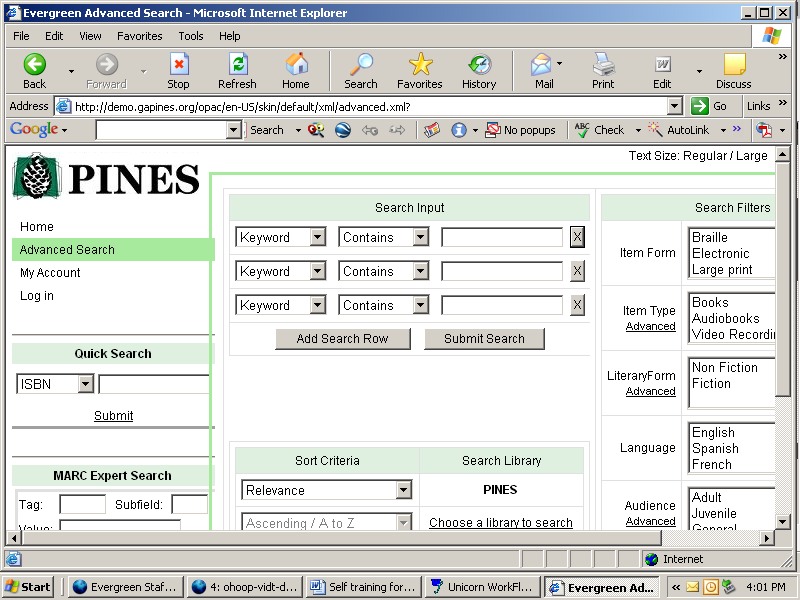 Evergreen Advanced Search - Microsoft Internet Explorer
File Edit View Favorites Tools Help
Back Forward Stop Refresh Home Search Favorites History Mail Print Edit Discuss »
Address http://demo.gapines.org/opac/en-US/skin/default/xml/advanced.xml? Go Links »
Google Search No popups ABC Check AutoLink »
Text Size: Regular / Large
PINES
Home
Advanced Search
My Account
Log in
Quick Search
ISBN
Submit
MARC Expert Search
Tag: Subfield:
Value:
Search Input
Keyword Contains X
Keyword Contains X
Keyword Contains X
Add Search Row Submit Search
Sort Criteria Search Library
Relevance PINES
Ascending / A to Z Choose a library to search
Search Filters
Item Form
Braille
Electronic
Large print
Item Type
Advanced
Books
Audiobooks
Video Recordin
LiteraryForm
Advanced
Non Fiction
Fiction
Language
English
Spanish
French
Audience
Advanced
Adult
Juvenile
General
Internet
Start Evergreen Staf... 4: ohoop-vidt-d... Self training for... Unicorn WorkFl... Evergreen Ad... « 4:01 PM